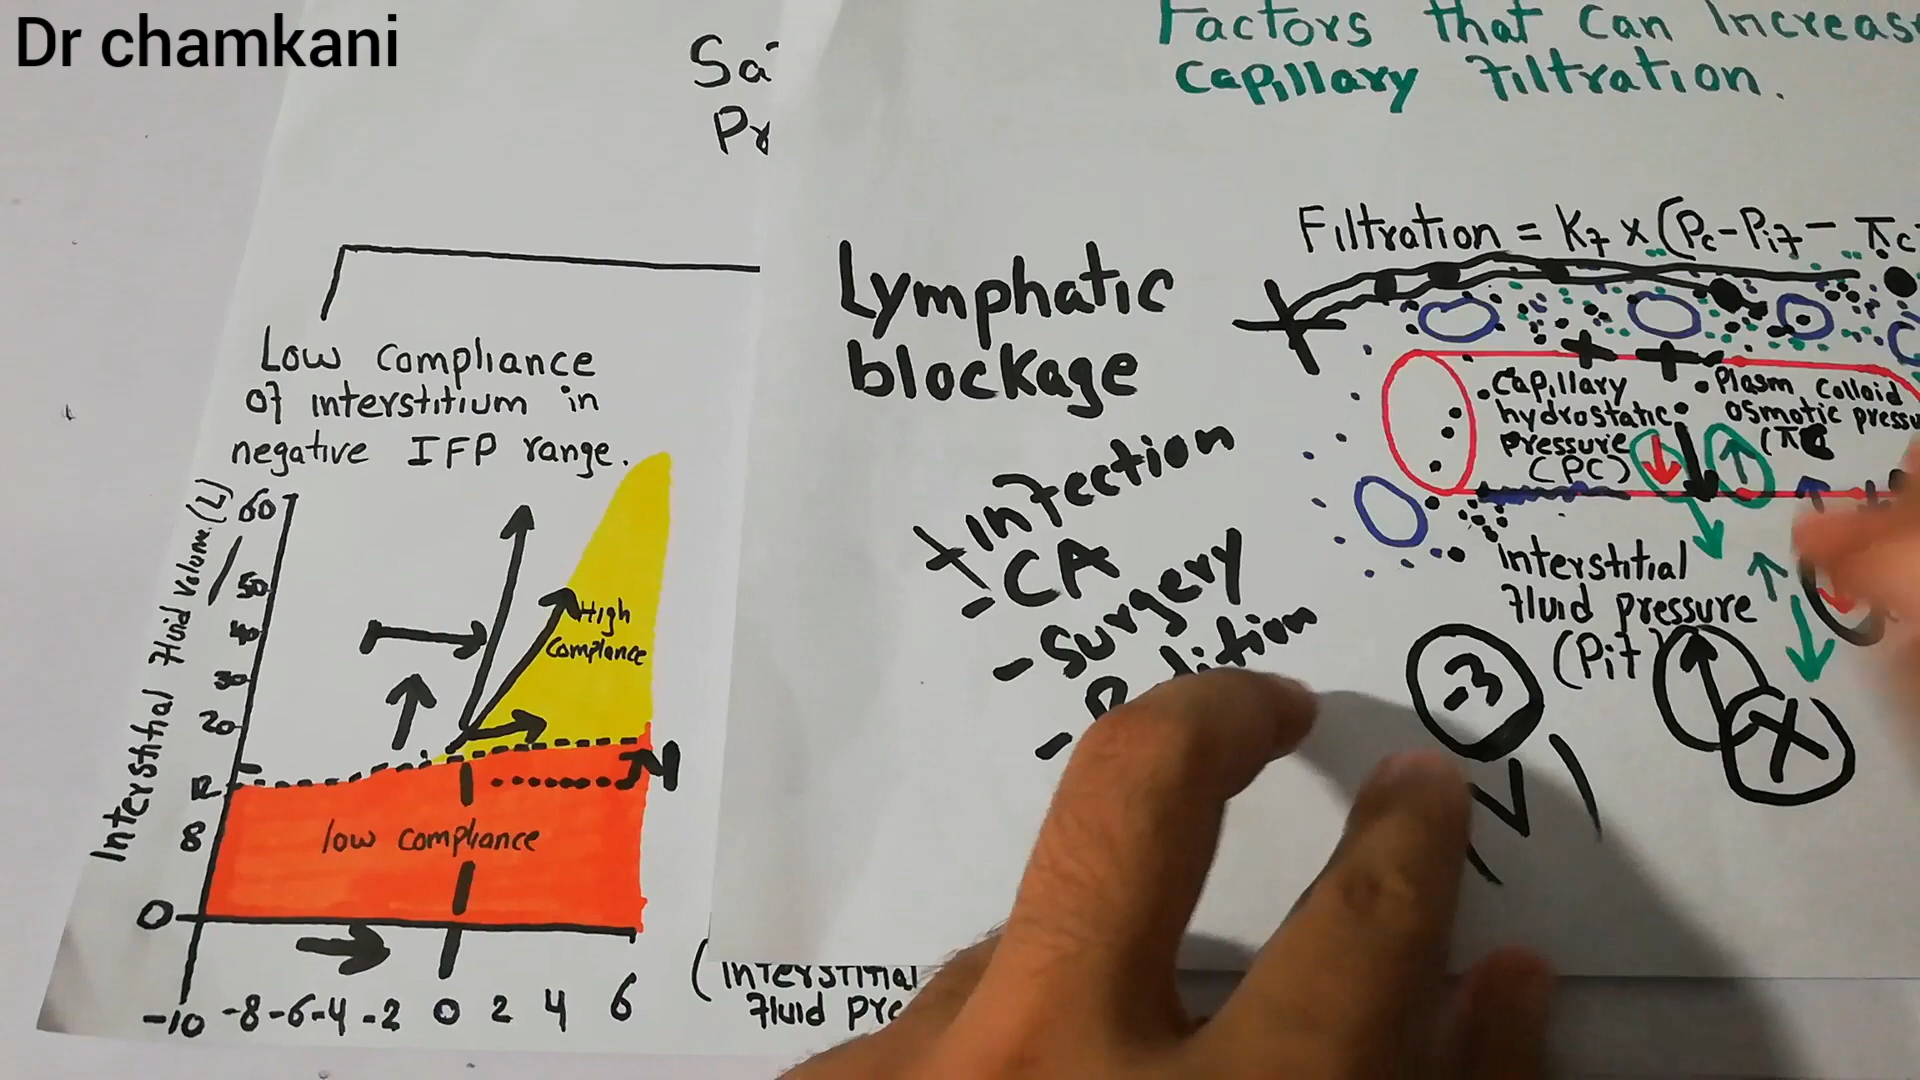 Dr chamkani
Sa
Pr
Low compliance
of interstitium in
negative IFP range.
Interstitial Fluid volume (L)
60
50
40
30
20
12
8
0
High
Complance
low compliance
-10 -8 -6 -4 -2 0 2 4 6
(interstitial
Fluid pre
Factors that can Increas
Capillary Filtration.
Filtration = Kf x (Pc-Pif- πc
Lymphatic
blockage
+ infection
- CA
- surgery
Capillary
hydrostatic
pressure
(PC)
Plasm Colloid
Osmotic pressu
Interstitial
Fluid pressure
(Pif
-3